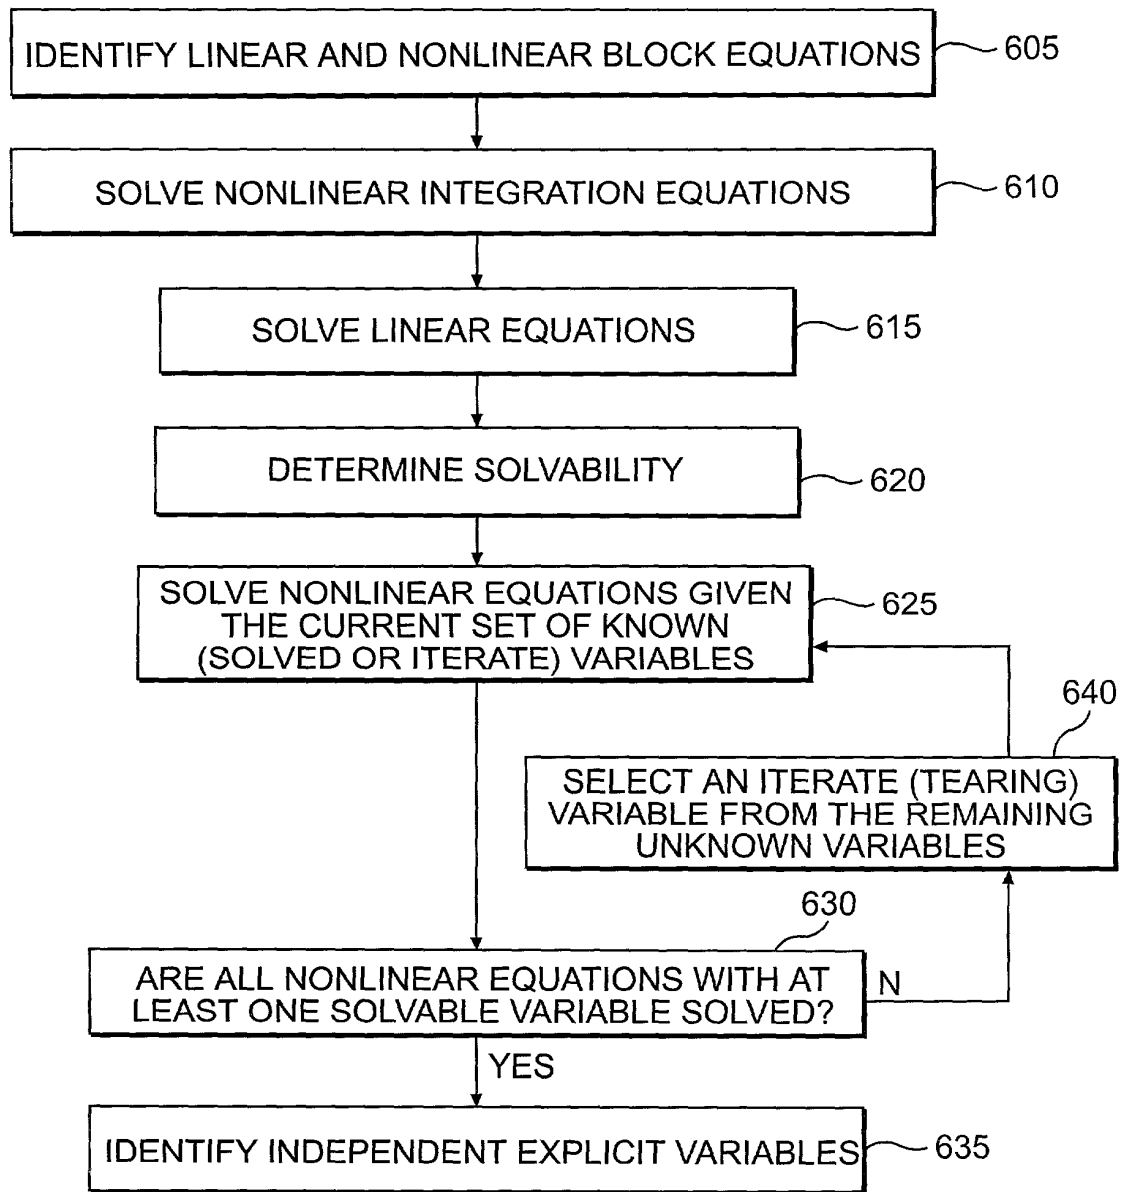 IDENTIFY LINEAR AND NONLINEAR BLOCK EQUATIONS
605
SOLVE NONLINEAR INTEGRATION EQUATIONS
610
SOLVE LINEAR EQUATIONS
615
DETERMINE SOLVABILITY
620
SOLVE NONLINEAR EQUATIONS GIVEN
THE CURRENT SET OF KNOWN
(SOLVED OR ITERATE) VARIABLES
625
640
SELECT AN ITERATE (TEARING)
VARIABLE FROM THE REMAINING
UNKNOWN VARIABLES
630
ARE ALL NONLINEAR EQUATIONS WITH AT
LEAST ONE SOLVABLE VARIABLE SOLVED?
N
YES
IDENTIFY INDEPENDENT EXPLICIT VARIABLES
635